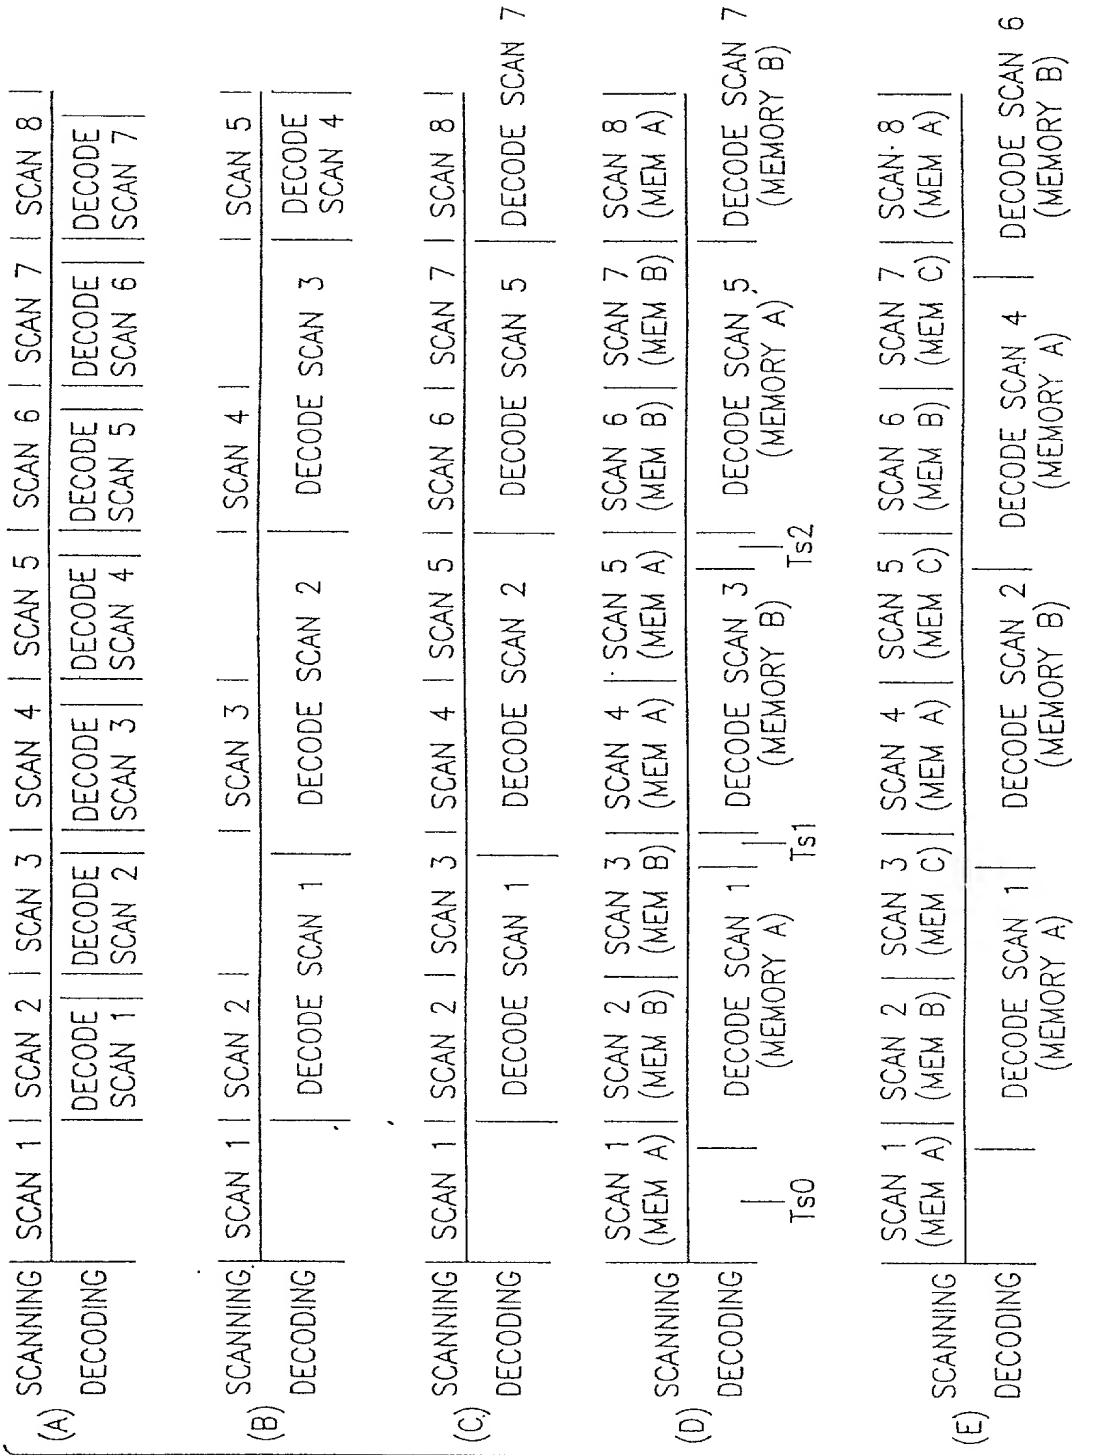 (A)
SCANNING | SCAN 1 | SCAN 2 | SCAN 3 | SCAN 4 | SCAN 5 | SCAN 6 | SCAN 7 | SCAN 8 |
DECODING | DECODE | DECODE | DECODE | DECODE | DECODE | DECODE | DECODE |
SCAN 1 | SCAN 2 | SCAN 3 | SCAN 4 | SCAN 5 | SCAN 6 | SCAN 7 |
(B)
SCANNING | SCAN 1 | SCAN 2 | | SCAN 3 | | SCAN 4 | | SCAN 5 |
DECODING | DECODE SCAN 1 | DECODE SCAN 2 | DECODE SCAN 3 | DECODE
SCAN 4
(C)
SCANNING | SCAN 1 | SCAN 2 | SCAN 3 | SCAN 4 | SCAN 5 | SCAN 6 | SCAN 7 | SCAN 8 |
DECODING | DECODE SCAN 1 | DECODE SCAN 2 | DECODE SCAN 5 | DECODE SCAN 7
(D)
SCANNING | SCAN 1 | SCAN 2 | SCAN 3 | SCAN 4 | SCAN 5 | SCAN 6 | SCAN 7 | SCAN 8 |
(MEM A) | (MEM B) | (MEM B) | (MEM A) | (MEM A) | (MEM B) | (MEM B) | (MEM A) |
DECODING | DECODE SCAN 1 | DECODE SCAN 3 | DECODE SCAN 5 | DECODE SCAN 7
(MEMORY A) (MEMORY B) (MEMORY A) (MEMORY B)
Ts0 Ts1 Ts2
(E)
SCANNING | SCAN 1 | SCAN 2 | SCAN 3 | SCAN 4 | SCAN 5 | SCAN 6 | SCAN 7 | SCAN 8 |
(MEM A) | (MEM B) | (MEM C) | (MEM A) | (MEM C) | (MEM B) | (MEM C) | (MEM A) |
DECODING | DECODE SCAN 1 | DECODE SCAN 2 | DECODE SCAN 4 | DECODE SCAN 6
(MEMORY A) (MEMORY B) (MEMORY A) (MEMORY B)